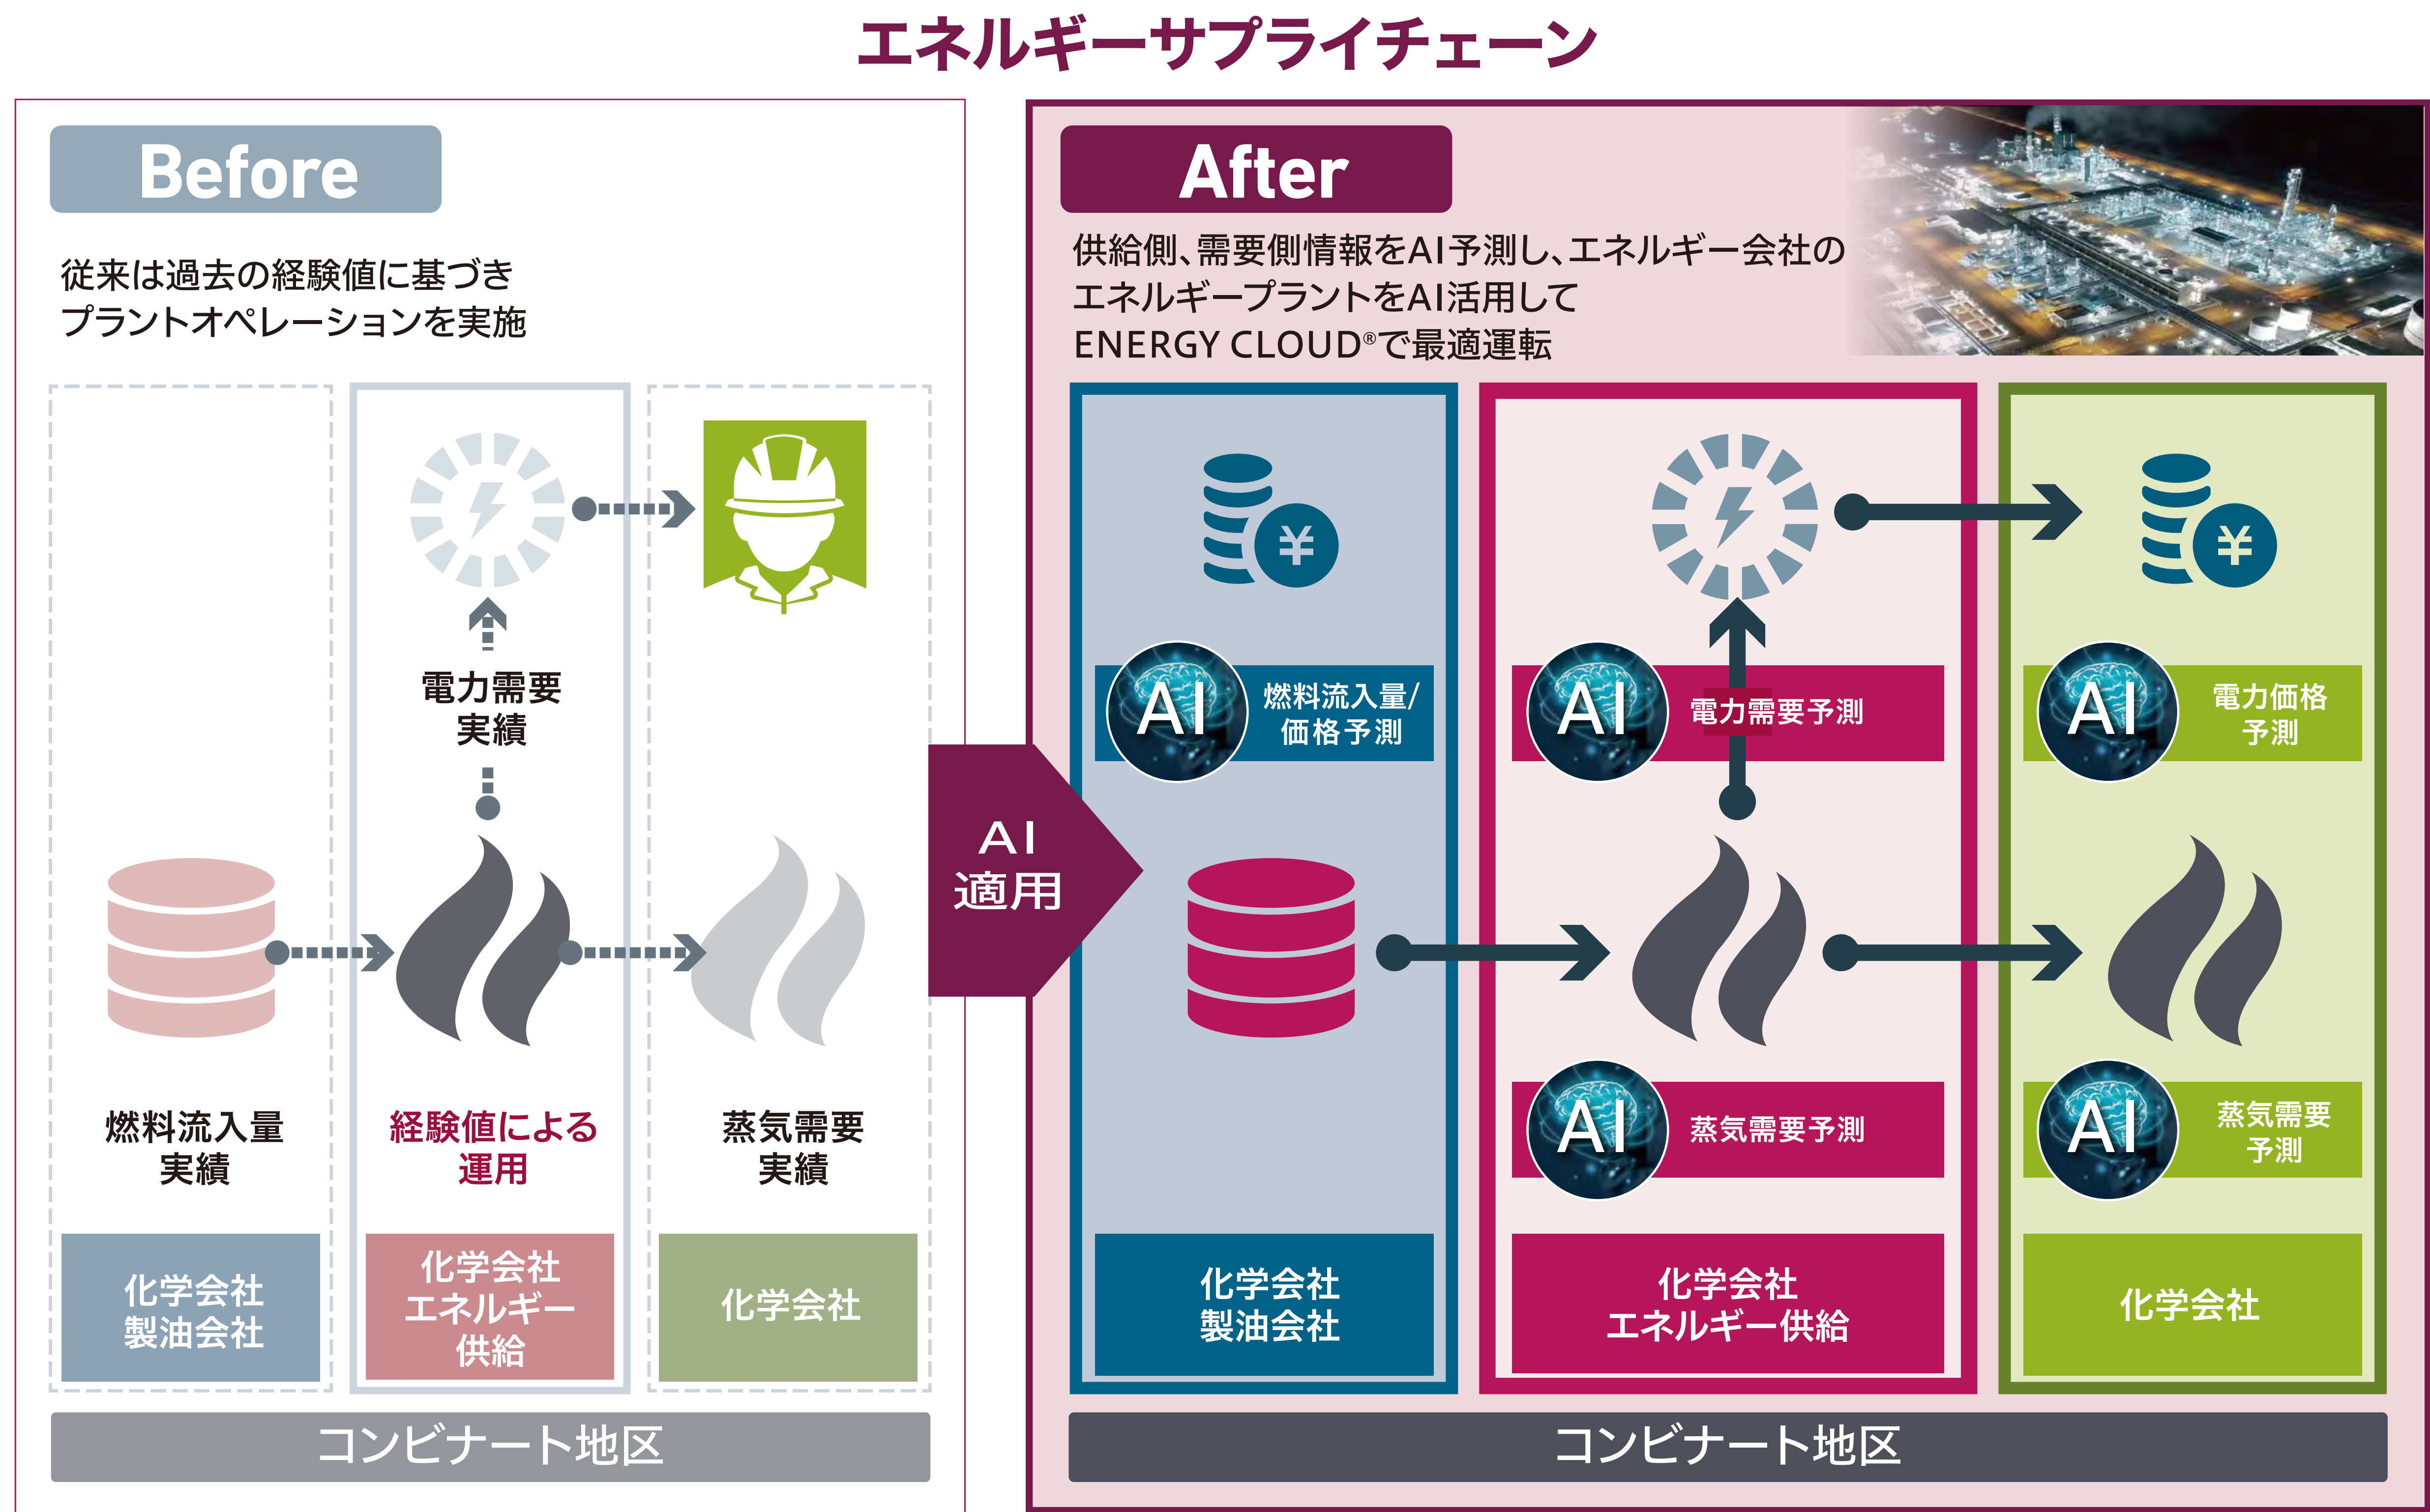 エネルギーサプライチェーン
Before
従来は過去の経験値に基づき
プラントオペレーションを実施
電力需要
実績
燃料流入量
実績
経験値による
運用
蒸気需要
実績
化学会社
製油会社
化学会社
エネルギー
供給
化学会社
コンビナート地区
AI
適用
After
供給側、需要側情報をAI予測し、エネルギー会社の
エネルギープラントをAI活用して
ENERGY CLOUD®で最適運転
¥
¥
AI
燃料流入量/
価格予測
AI
電力需要予測
AI
電力価格
予測
AI
蒸気需要予測
AI
蒸気需要
予測
化学会社
製油会社
化学会社
エネルギー供給
化学会社
コンビナート地区